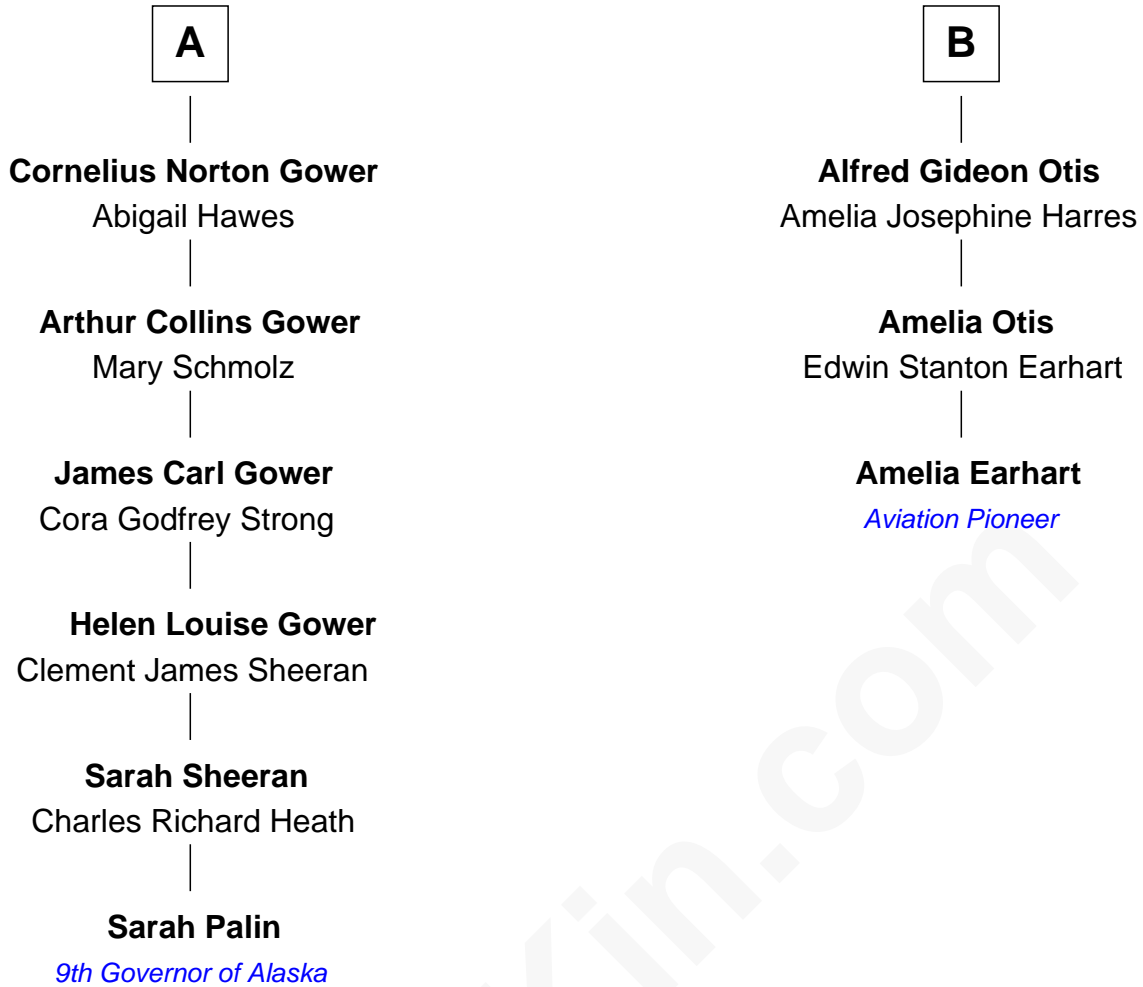 A
Cornelius Norton Gower
Abigail Hawes
Arthur Collins Gower
Mary Schmolz
James Carl Gower
Cora Godfrey Strong
Helen Louise Gower
Clement James Sheeran
Sarah Sheeran
Charles Richard Heath
Sarah Palin
9th Governor of Alaska
B
Alfred Gideon Otis
Amelia Josephine Harres
Amelia Otis
Edwin Stanton Earhart
Amelia Earhart
Aviation Pioneer
Kin.com